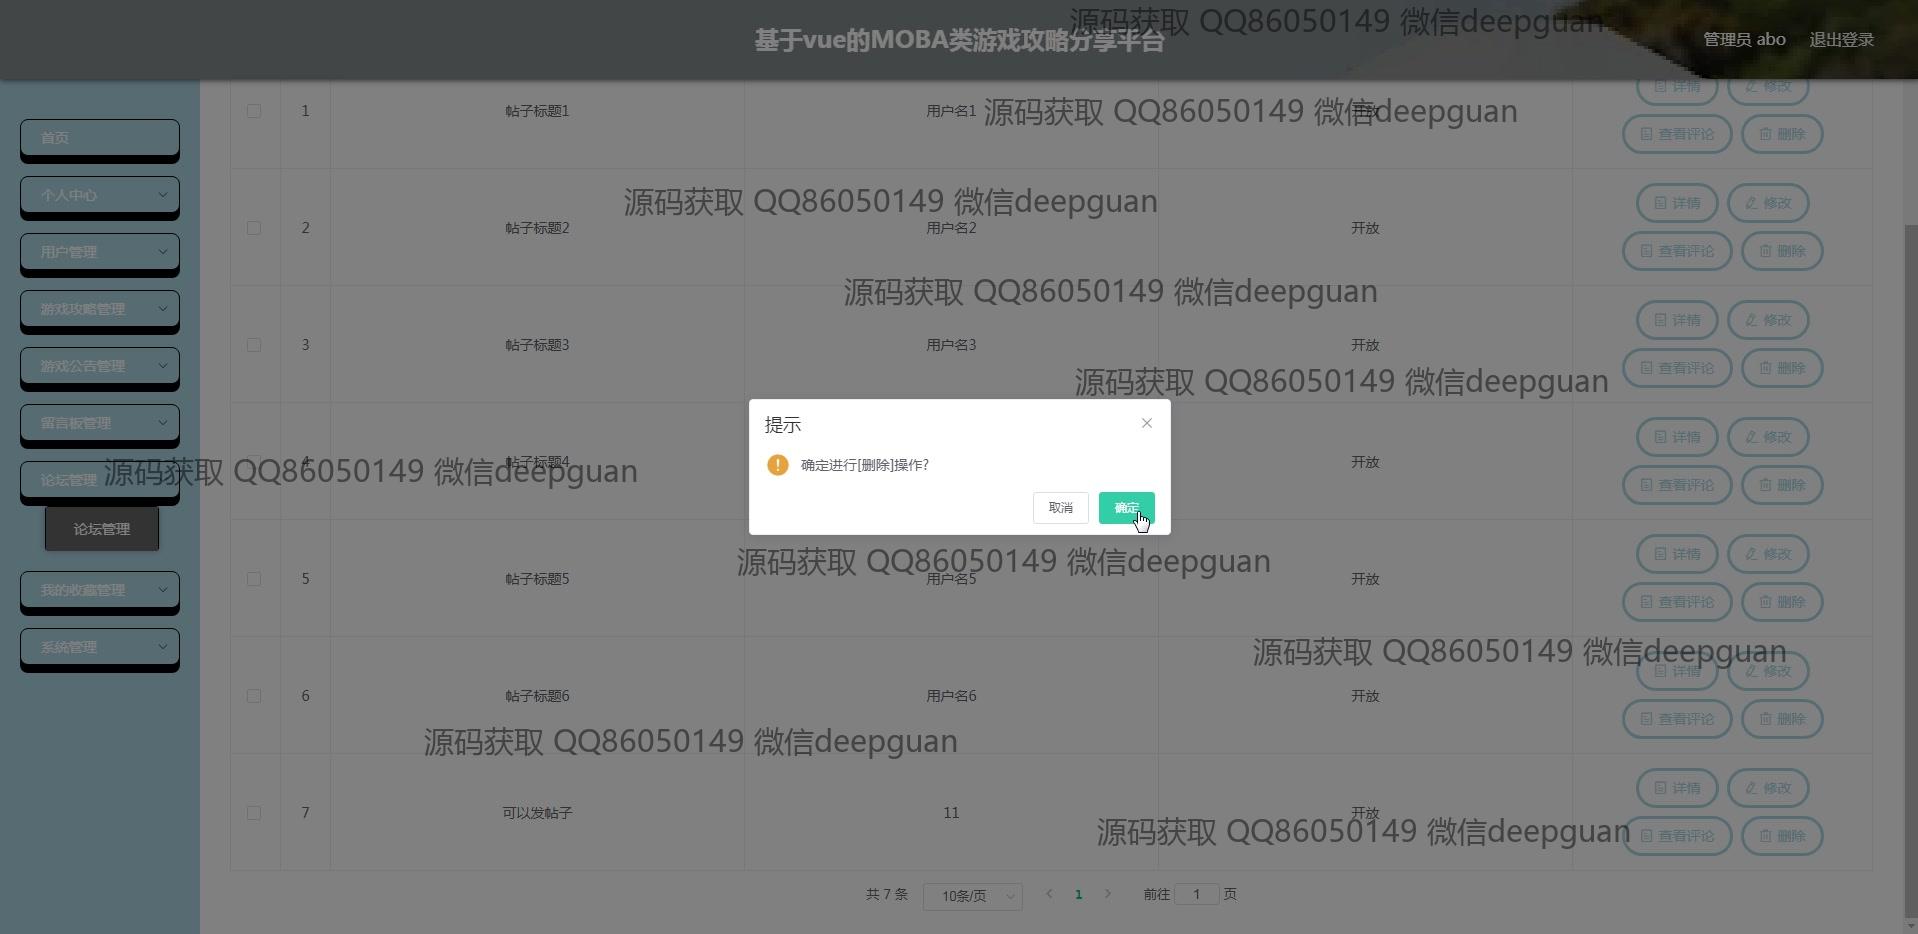 基于vue的MOBA类游戏攻略分享平台
源码获取 QQ86050149 微信deepguan
管理员 abo 退出登录
首页
个人中心
用户管理
游戏攻略管理
游戏公告管理
留言板管理
论坛管理
论坛管理
我的收藏管理
系统管理
详情 修改
1 帖子标题1 用户名1 开放
源码获取 QQ86050149 微信deepguan
查看评论 删除
源码获取 QQ86050149 微信deepguan
详情 修改
2 帖子标题2 用户名2 开放
查看评论 删除
源码获取 QQ86050149 微信deepguan
详情 修改
3 帖子标题3 用户名3 开放
查看评论 删除
源码获取 QQ86050149 微信deepguan
提示
确定进行[删除]操作?
取消 确定
详情 修改
4 帖子标题4 开放
源码获取 QQ86050149 微信deepguan
查看评论 删除
详情 修改
源码获取 QQ86050149 微信deepguan
5 帖子标题5 用户名5 开放
查看评论 删除
源码获取 QQ86050149 微信deepguan
详情 修改
6 帖子标题6 用户名6 开放
查看评论 删除
源码获取 QQ86050149 微信deepguan
详情 修改
7 可以发帖子 11 开放
源码获取 QQ86050149 微信deepguan
查看评论 删除
共 7 条 10条/页 1 前往 1 页